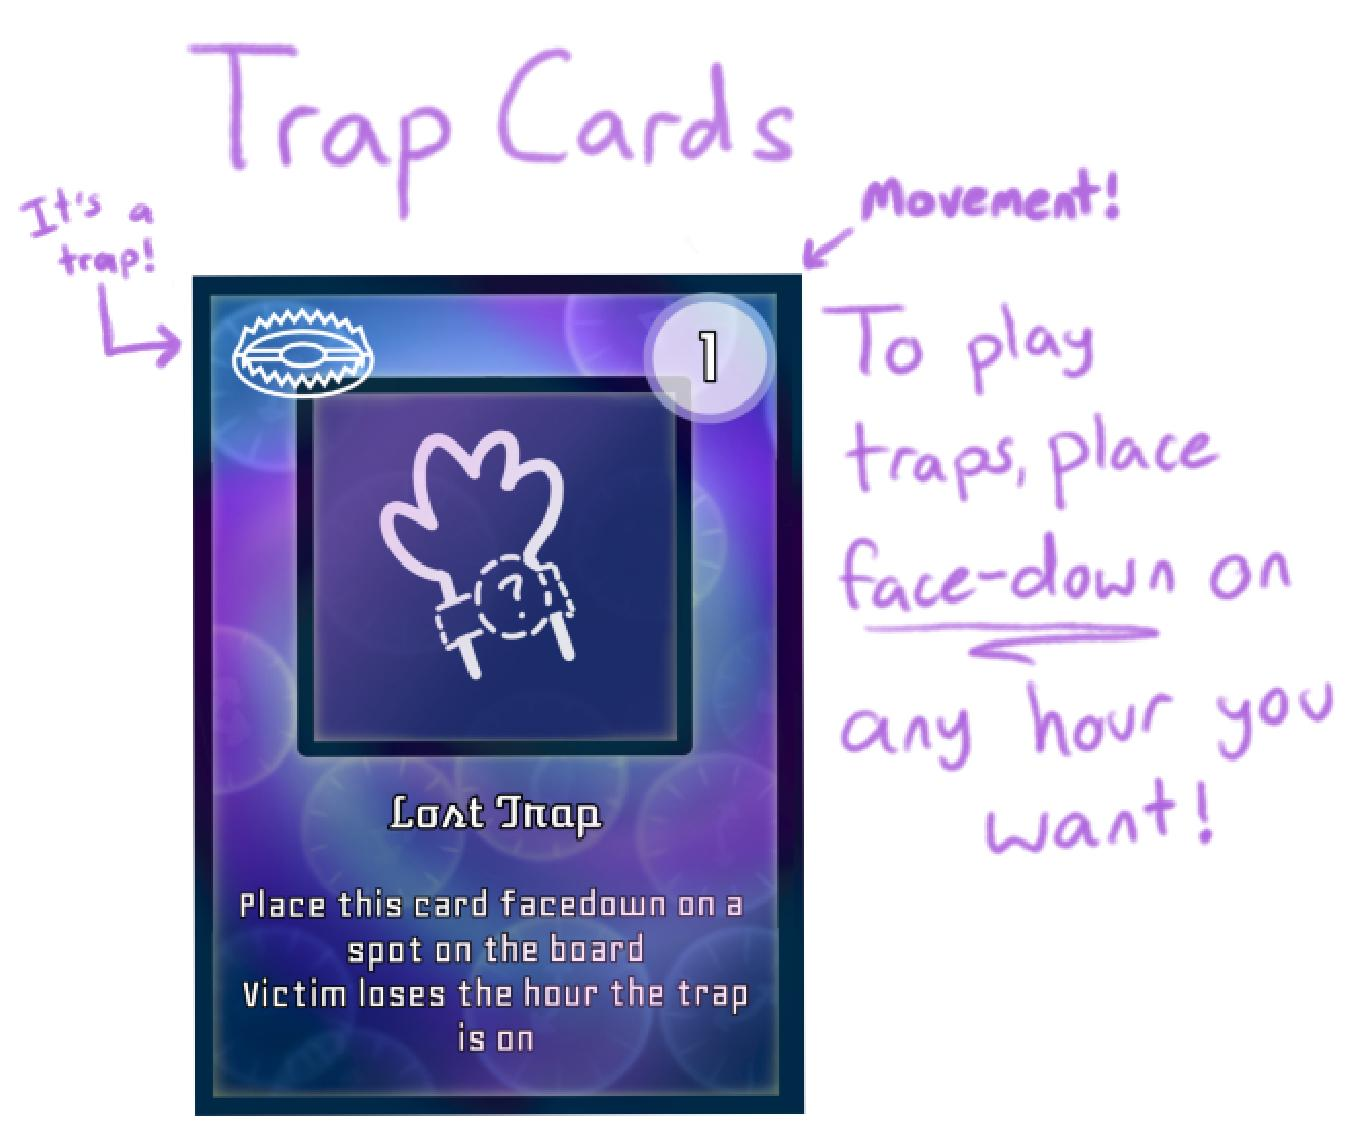 Trap Cards
It's a
trap!
Movement!
1
?
To play
traps, place
face-down on
any hour you
want!
Lost Trap
Place this card facedown on a
spot on the board
Victim loses the hour the trap
is on